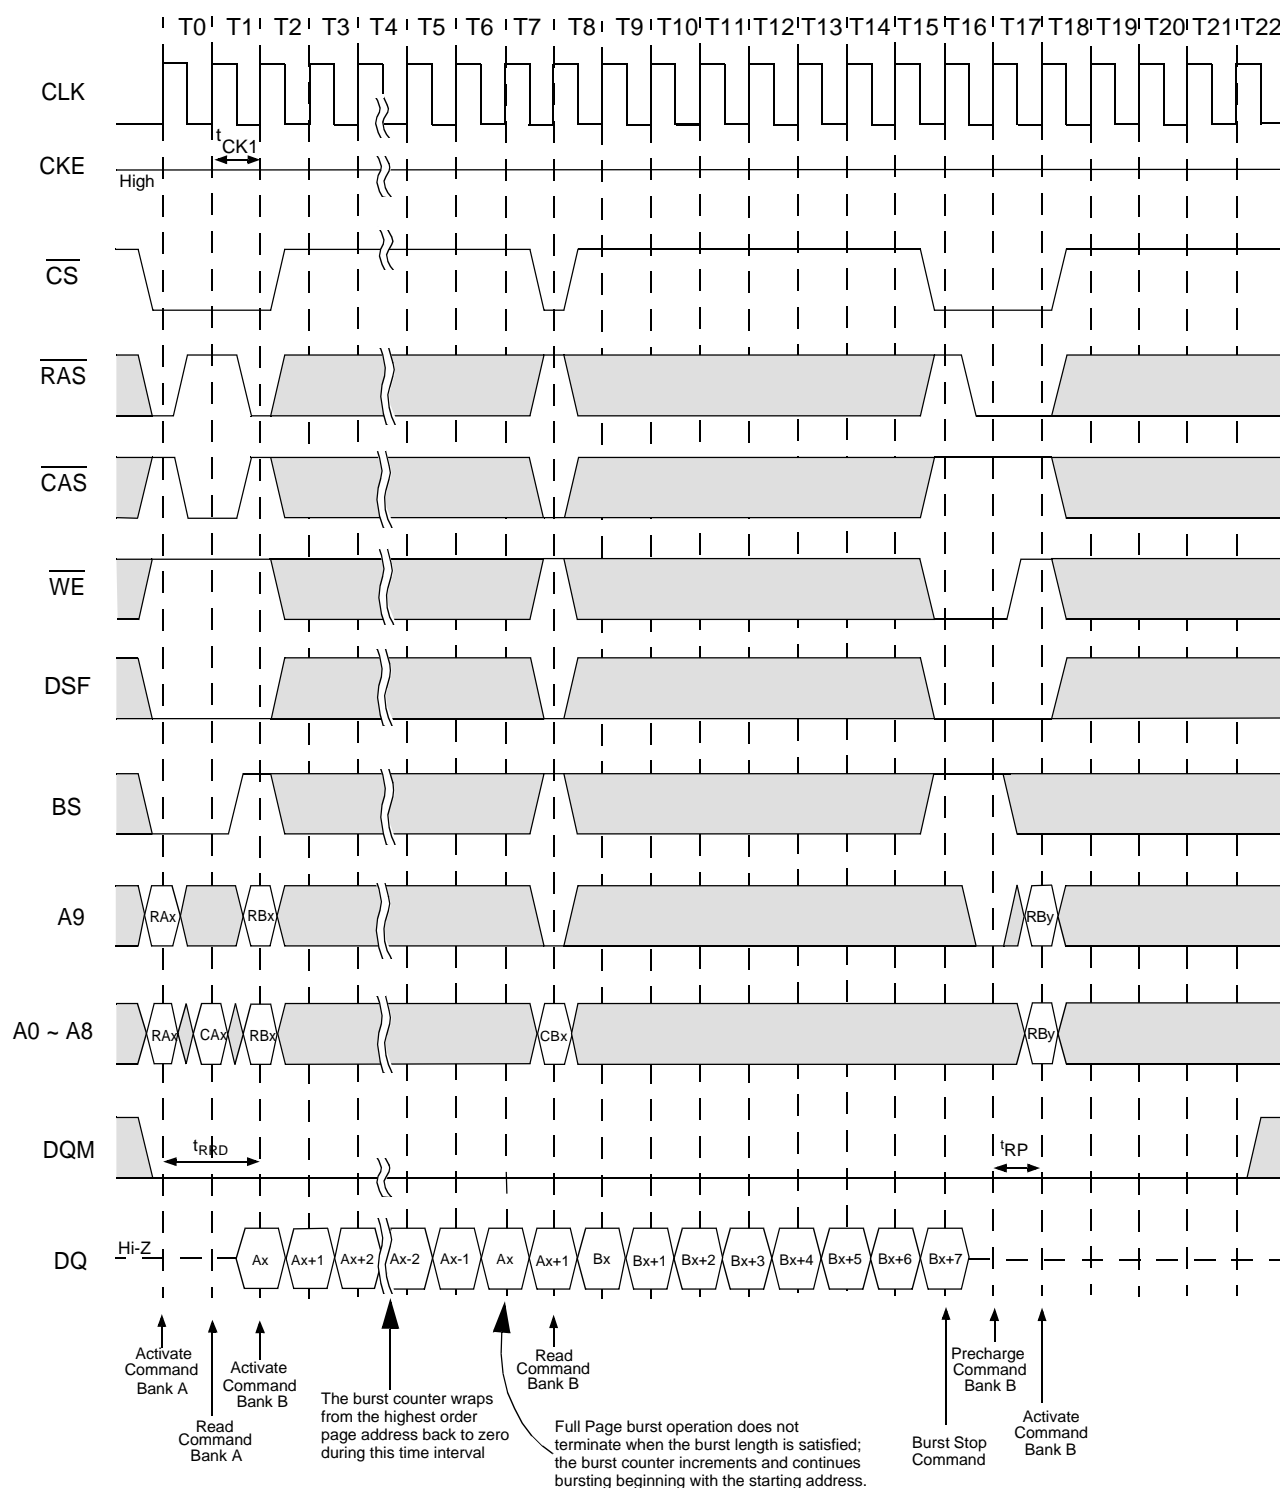 T0 T1 T2 T3 T4 T5 T6 T7 T8 T9 T10 T11 T12 T13 T14 T15 T16 T17 T18 T19 T20 T21 T22
CLK
tCK1
CKE
High
CS
RAS
CAS
WE
DSF
BS
A9
RAx RBx RBy
A0 ~ A8
RAx CAx RBx CBx RBy
DQM
tRRD
tRP
DQ
Hi-Z
Ax Ax+1 Ax+2 Ax-2 Ax-1 Ax Ax+1 Bx Bx+1 Bx+2 Bx+3 Bx+4 Bx+5 Bx+6 Bx+7
Activate
Command
Bank A
Read
Command
Bank A
Activate
Command
Bank B
The burst counter wraps
from the highest order
page address back to zero
during this time interval
Read
Command
Bank B
Full Page burst operation does not
terminate when the burst length is satisfied;
the burst counter increments and continues
bursting beginning with the starting address.
Burst Stop
Command
Precharge
Command
Bank B
Activate
Command
Bank B